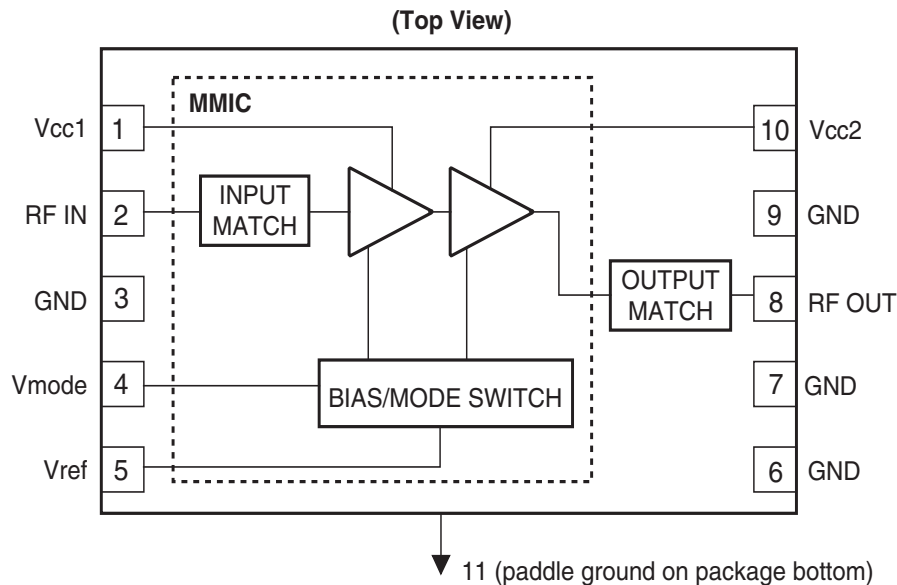 (Top View)
MMIC
Vcc1 1
10 Vcc2
RF IN 2
INPUT
MATCH
9 GND
GND 3
OUTPUT
MATCH
8 RF OUT
Vmode 4
BIAS/MODE SWITCH
7 GND
Vref 5
6 GND
11 (paddle ground on package bottom)